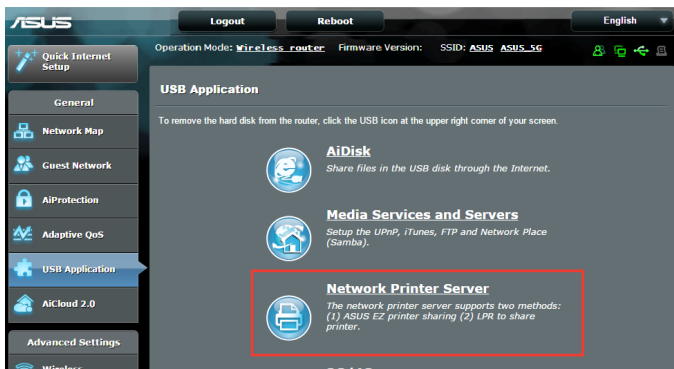 ASUS
Logout
Reboot
English
Quick Internet
Setup
Operation Mode: Wireless router Firmware Version: SSID: ASUS ASUS_5G
USB Application
General
To remove the hard disk from the router, click the USB icon at the upper right corner of your screen.
Network Map
AiDisk
Share files in the USB disk through the Internet.
Guest Network
AiProtection
Media Services and Servers
Setup the UPnP, iTunes, FTP and Network Place
(Samba).
Adaptive QoS
USB Application
Network Printer Server
The network printer server supports two methods:
(1) ASUS EZ printer sharing (2) LPR to share
printer.
AiCloud 2.0
Advanced Settings
Wireless